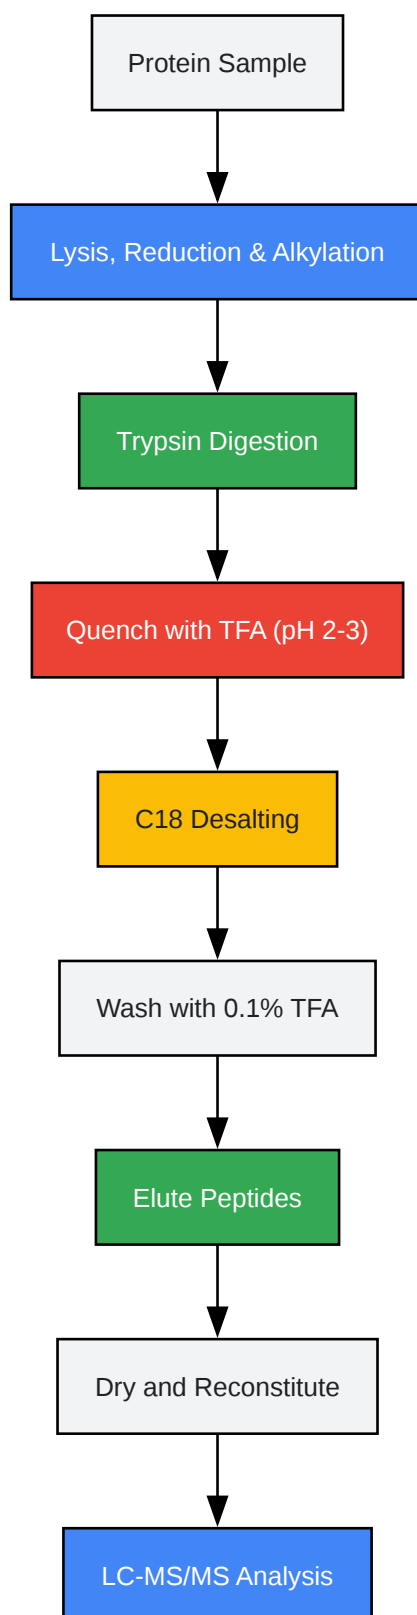 Protein Sample
Lysis, Reduction & Alkylation
Trypsin Digestion
Quench with TFA (pH 2-3)
C18 Desalting
Wash with 0.1% TFA
Elute Peptides
Dry and Reconstitute
LC-MS/MS Analysis